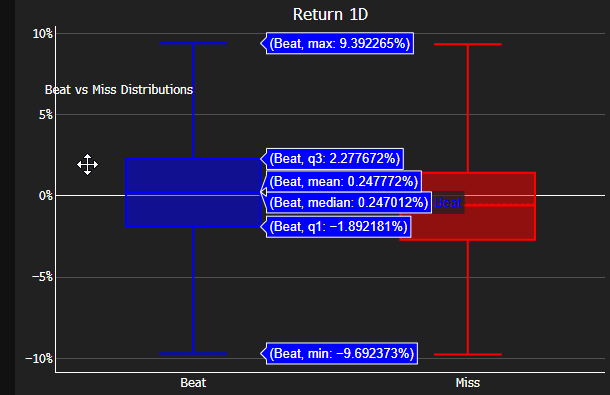 Return 1D
10%
(Beat, max: 9.392265%)
Beat vs Miss Distributions
5%
(Beat, q3: 2.277672%)
(Beat, mean: 0.247772%)
0%
(Beat, median: 0.247012%)
Beat
(Beat, q1: −1.892181%)
−5%
(Beat, min: −9.692373%)
−10%
Beat
Miss